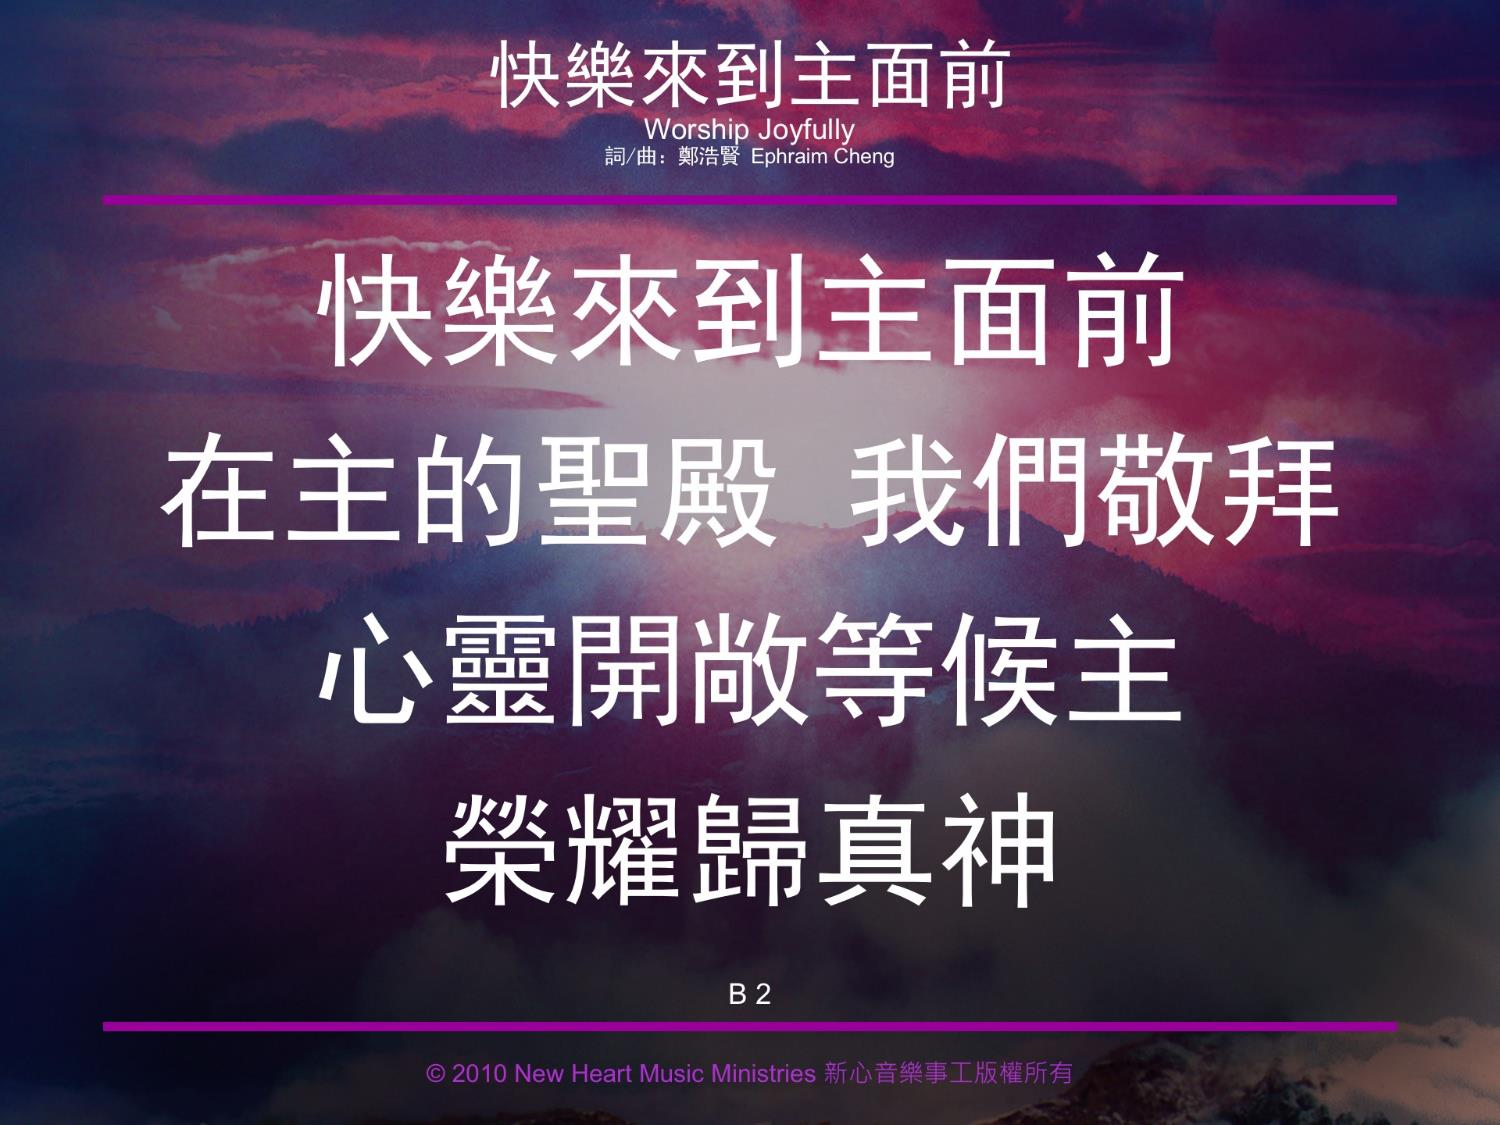 快樂來到主面前
Worship Joyfully
詞/曲：鄭浩賢 Ephraim Cheng
快樂來到主面前
在主的聖殿 我們敬拜
心靈開敞等候主
榮耀歸真神
B 2
© 2010 New Heart Music Ministries 新心音樂事工版權所有